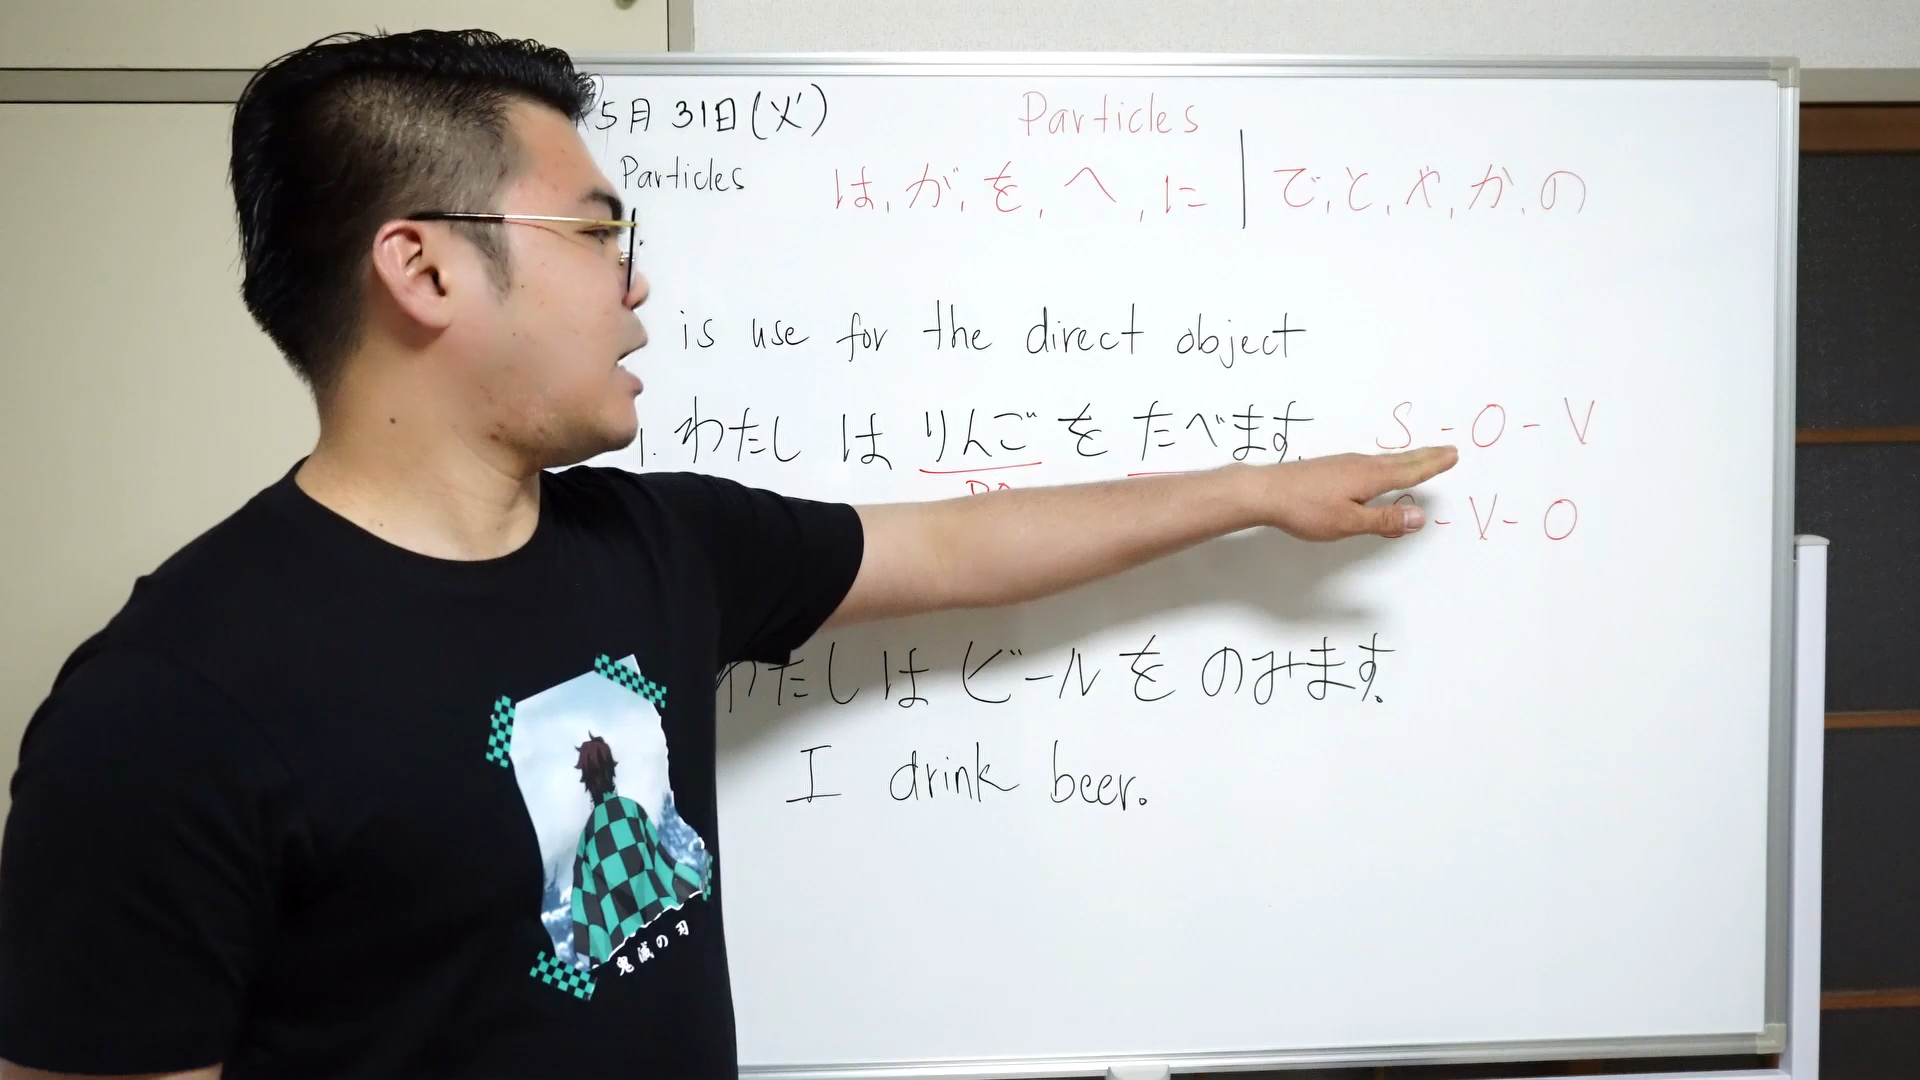 5月31日(火)
Particles
Particles
は, が, を, へ, に | で, と, や, か, の
is use for the direct object
1. わたし は りんご を たべます.
S - O - V
- V - O
わたしは ビール を のみます.
I drink beer.
鬼滅の刃